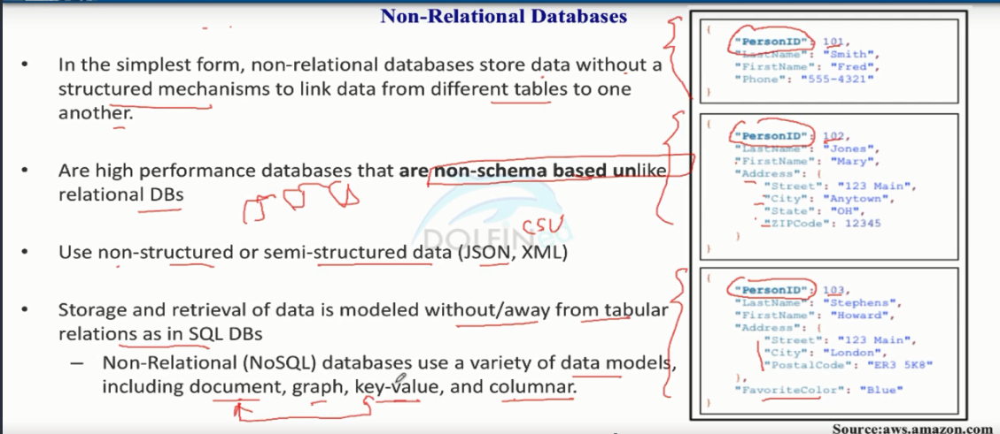 Non-Relational Databases
• In the simplest form, non-relational databases store data without a
structured mechanisms to link data from different tables to one
another.
• Are high performance databases that are non-schema based unlike
relational DBs
CSV
DOLFINed
• Use non-structured or semi-structured data (JSON, XML)
• Storage and retrieval of data is modeled without/away from tabular
relations as in SQL DBs
– Non-Relational (NoSQL) databases use a variety of data models,
including document, graph, key-value, and columnar.
{
"PersonID": 101,
"LastName": "Smith",
"FirstName": "Fred",
"Phone": "555-4321"
}
{
"PersonID": 102,
"LastName": "Jones",
"FirstName": "Mary",
"Address": {
"Street": "123 Main",
"City": "Anytown",
"State": "OH",
"ZIPCode": 12345
}
}
{
"PersonID": 103,
"LastName": "Stephens",
"FirstName": "Howard",
"Address": {
"Street": "123 Main",
"City": "London",
"PostalCode": "ER3 5K8"
},
"FavoriteColor": "Blue"
}
Source:aws.amazon.com